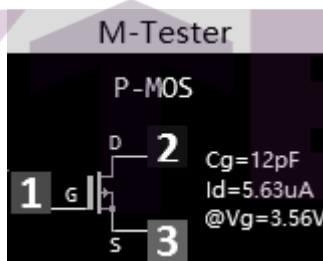 M-Tester
P-MOS
D 2
1 G
S 3
Cg=12pF
Id=5.63uA
@Vg=3.56V